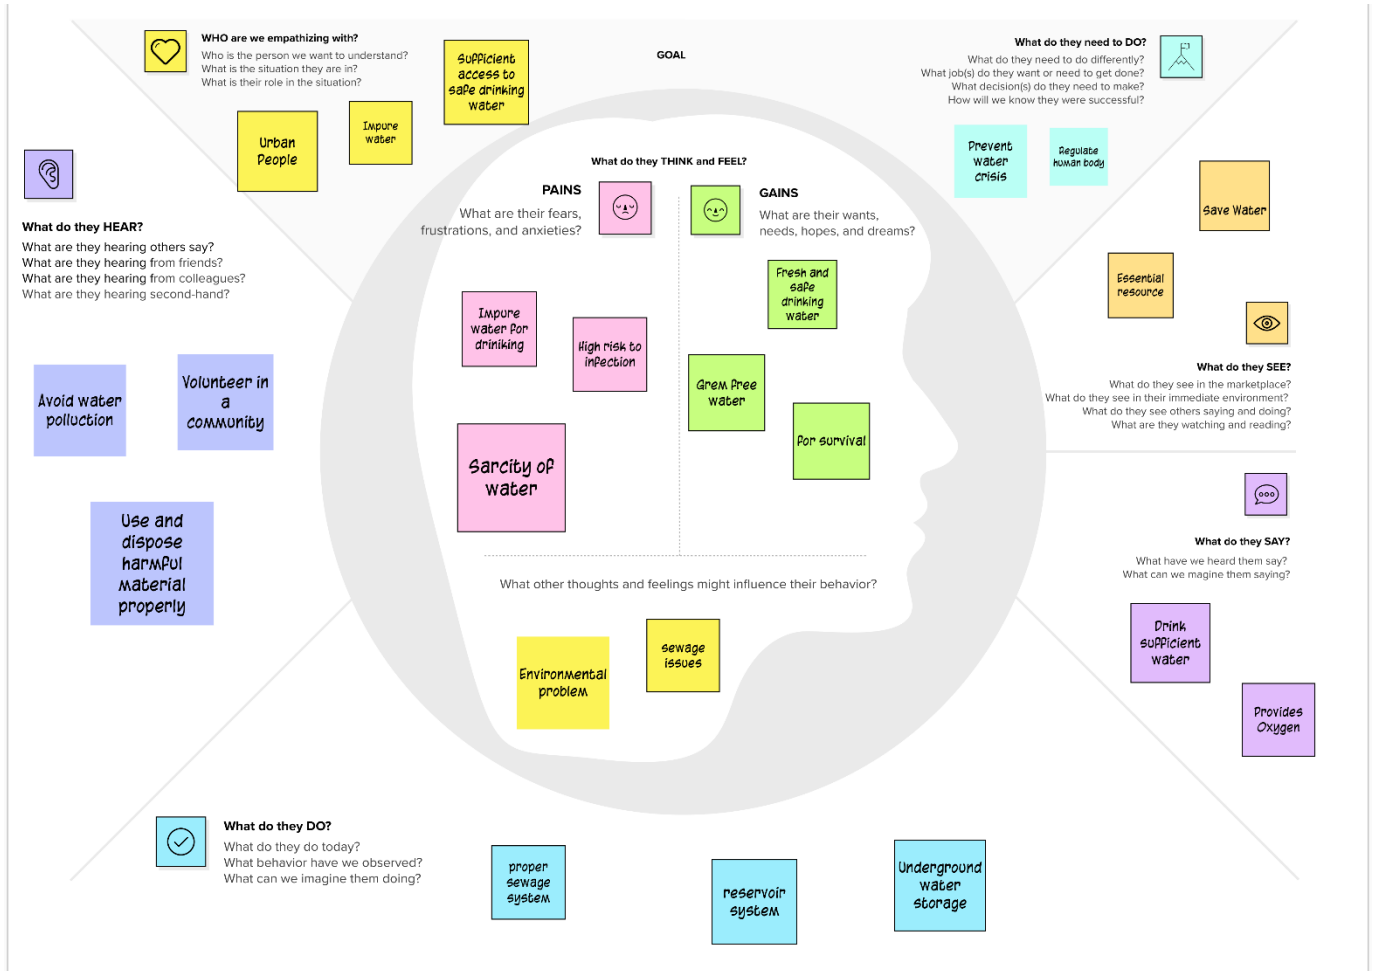 WHO are we empathizing with?
Who is the person we want to understand?
What is the situation they are in?
What is their role in the situation?
Sufficient
access to
safe drinking
water
Impure
water
Urban
People
GOAL
What do they need to DO?
What do they need to do differently?
What job(s) do they want or need to get done?
What decision(s) do they need to make?
How will we know they were successful?
Prevent
water
crisis
Regulate
human body
What do they HEAR?
What are they hearing others say?
What are they hearing from friends?
What are they hearing from colleagues?
What are they hearing second-hand?
Avoid water
polluction
Volunteer in
a
community
Use and
dispose
harmful
material
properly
What do they THINK and FEEL?
PAINS
What are their fears,
frustrations, and anxieties?
Impure
water for
driniking
High risk to
infection
Sarcity of
water
GAINS
What are their wants,
needs, hopes, and dreams?
Fresh and
safe
drinking
water
Grem free
water
for survival
What other thoughts and feelings might influence their behavior?
Environmental
problem
sewage
issues
Save Water
Essential
resource
What do they SEE?
What do they see in the marketplace?
What do they see in their immediate environment?
What do they see others saying and doing?
What are they watching and reading?
What do they SAY?
What have we heard them say?
What can we magine them saying?
Drink
sufficient
water
Provides
Oxygen
What do they DO?
What do they do today?
What behavior have we observed?
What can we imagine them doing?
proper
sewage
system
reservoir
system
Underground
water
storage